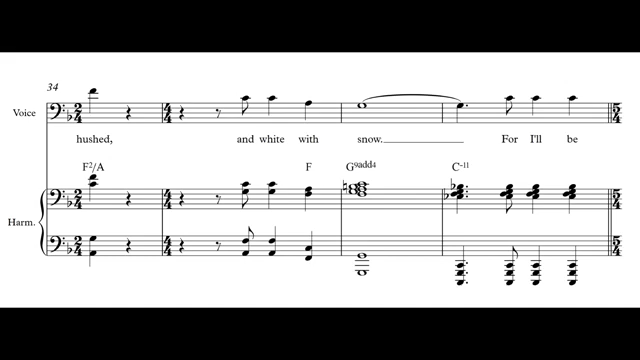 34
Voice
hushed, and white with snow. For I'll be
F2/A F G9add4 C-11
Harm.